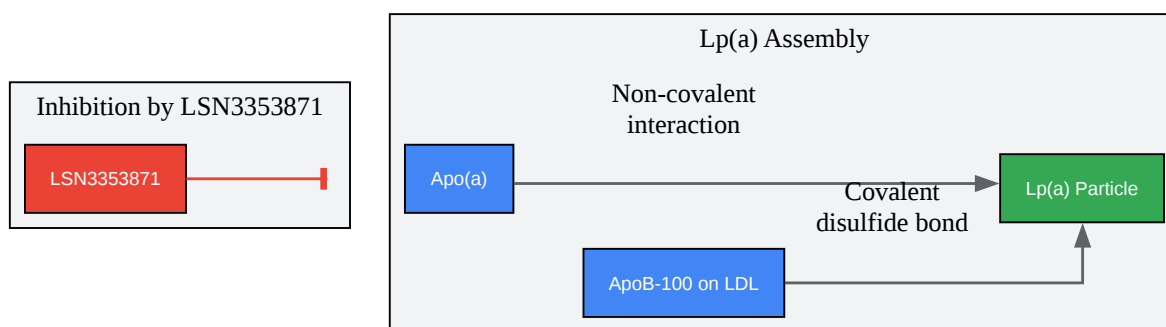 Inhibition by LSN3353871
LSN3353871
Lp(a) Assembly
Non-covalent
interaction
Apo(a)
Covalent
disulfide bond
Lp(a) Particle
ApoB-100 on LDL